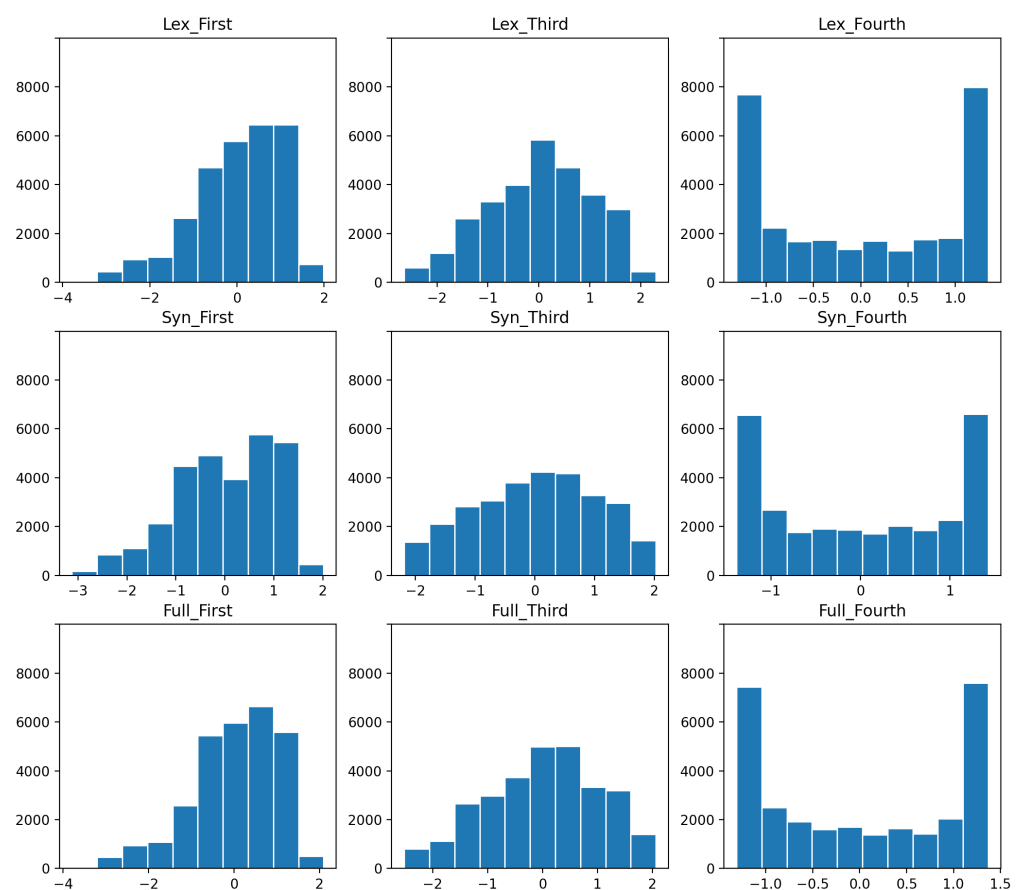 Lex_First Lex_Third Lex_Fourth
8000 8000 8000
6000 6000 6000
4000 4000 4000
2000 2000 2000
0 0 0
−4 −2 0 2 −2 −1 0 1 2 −1.0 −0.5 0.0 0.5 1.0
Syn_First Syn_Third Syn_Fourth
8000 8000 8000
6000 6000 6000
4000 4000 4000
2000 2000 2000
0 0 0
−3 −2 −1 0 1 2 −2 −1 0 1 2 −1 0 1
Full_First Full_Third Full_Fourth
8000 8000 8000
6000 6000 6000
4000 4000 4000
2000 2000 2000
0 0 0
−4 −2 0 2 −2 −1 0 1 2 −1.0 −0.5 0.0 0.5 1.0 1.5